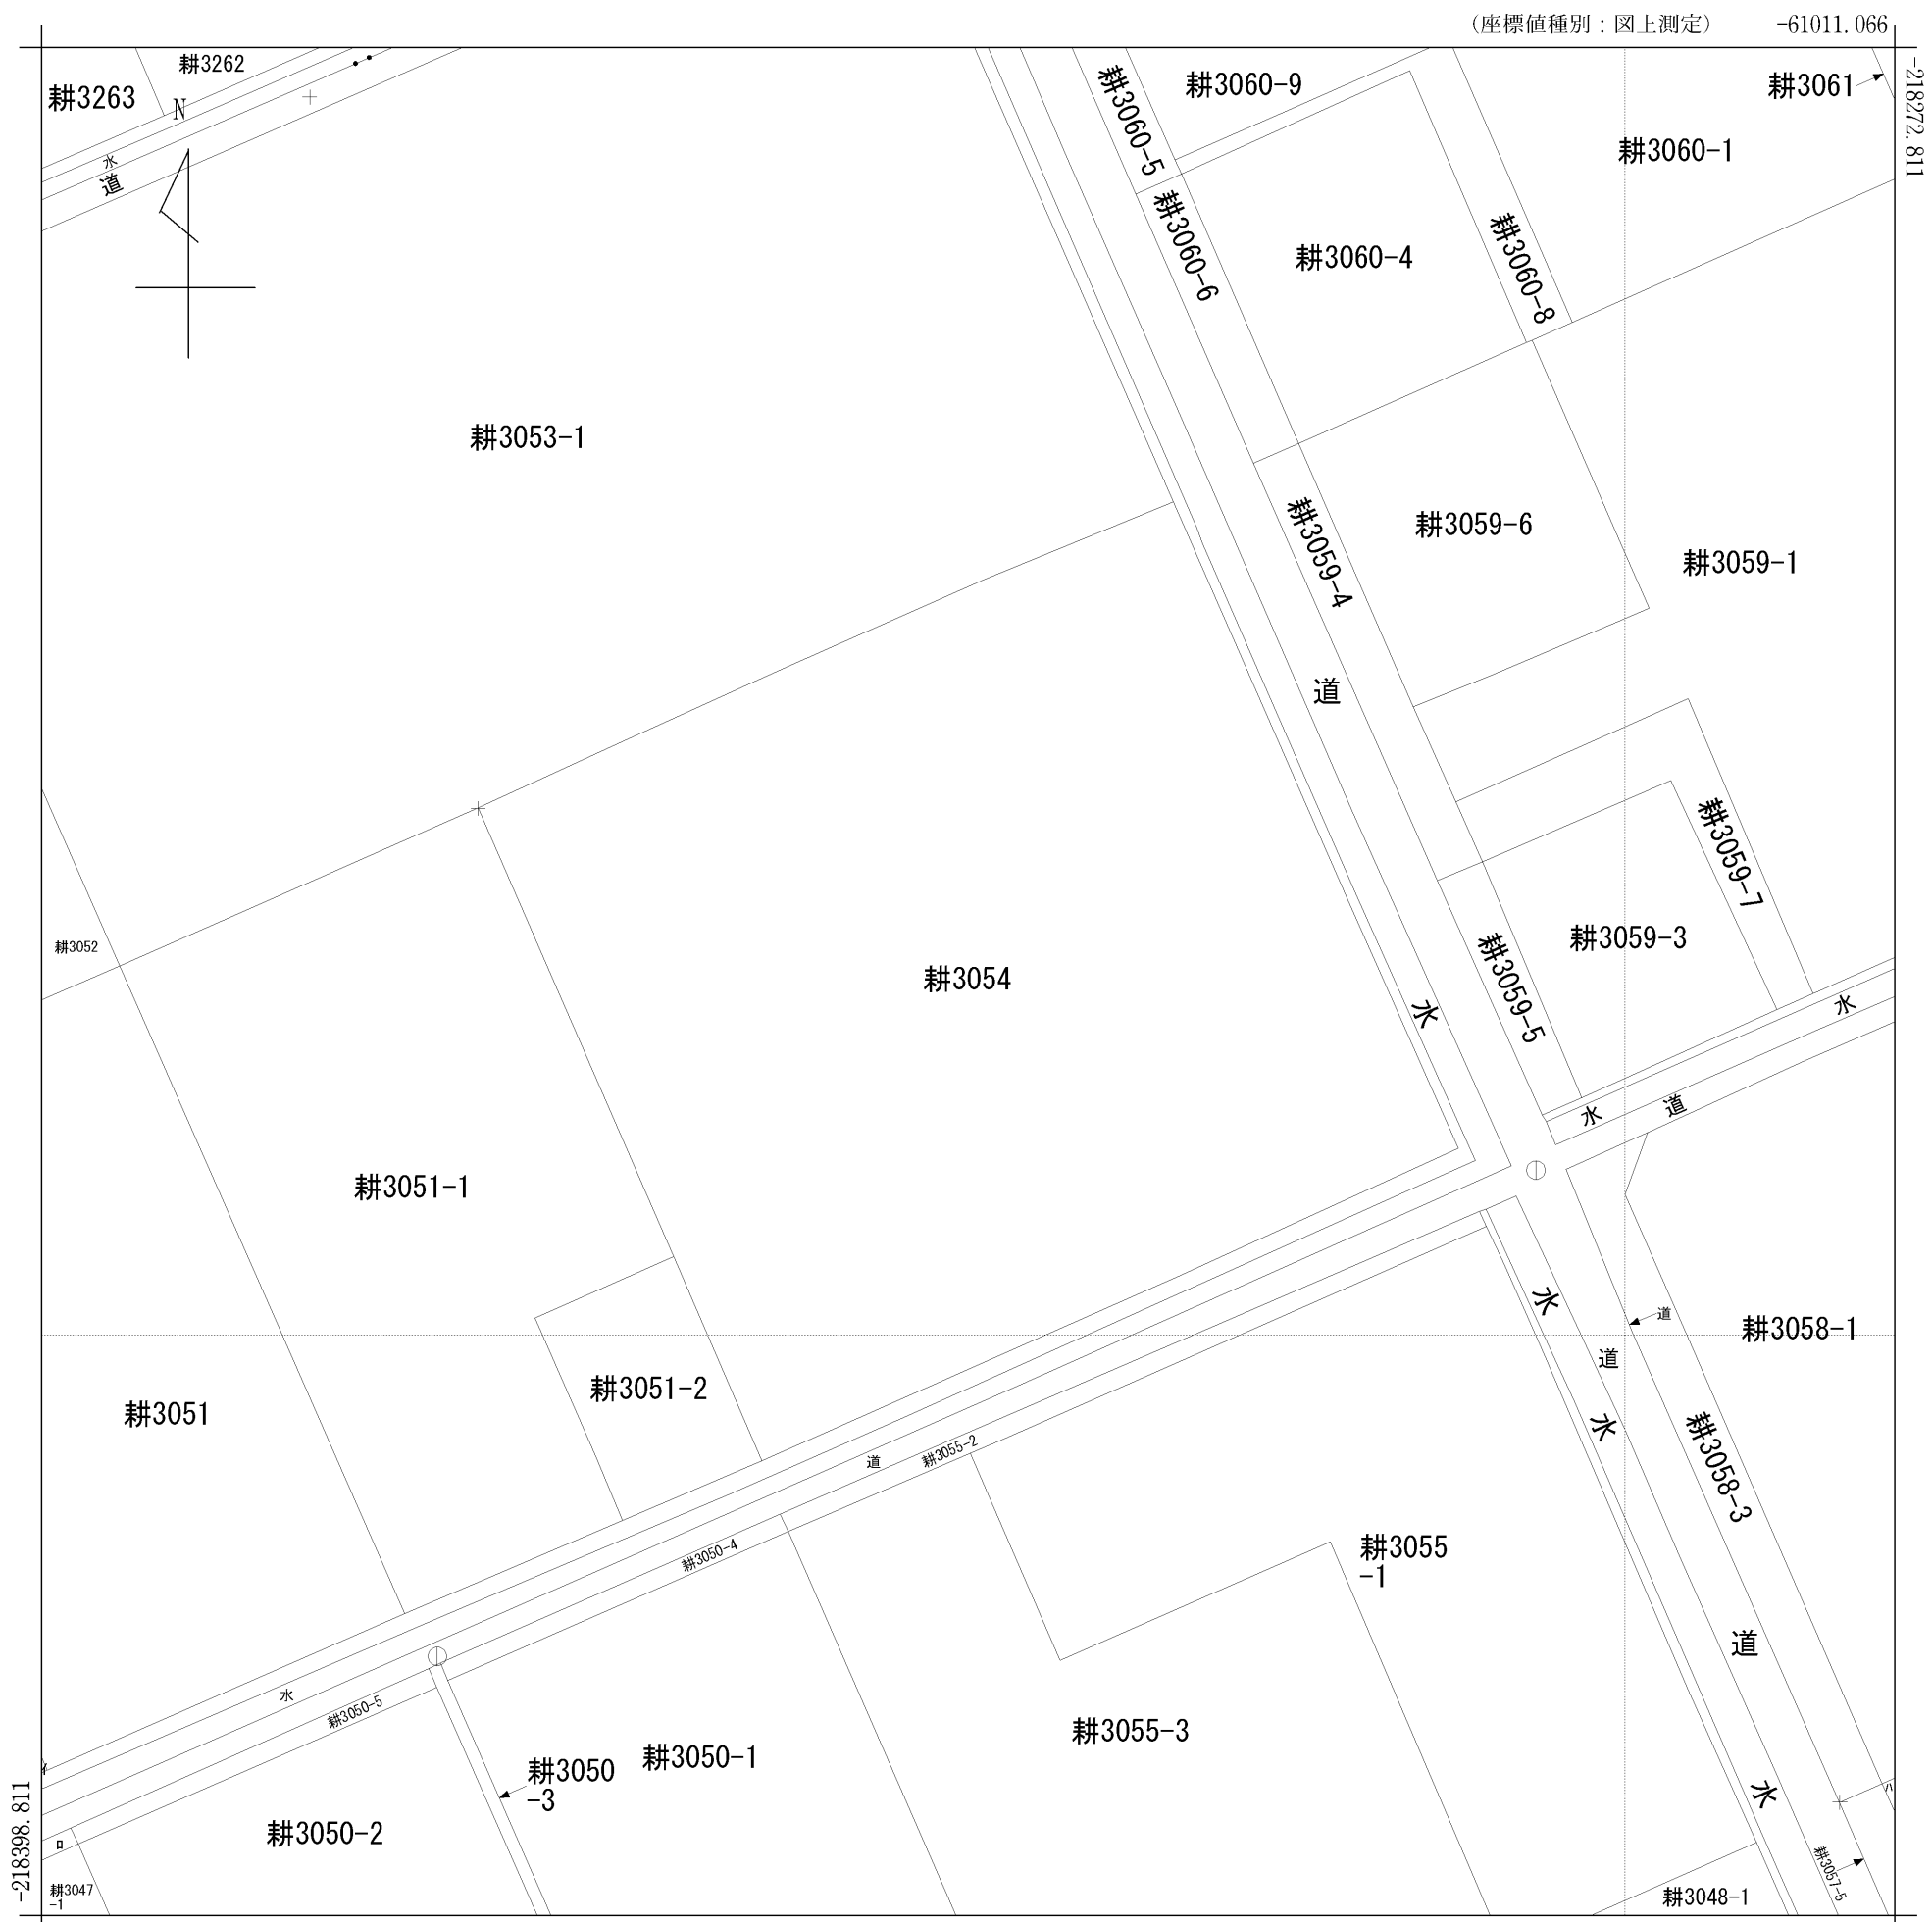 (座標値種別：図上測定)
-61011.066
-218272.811
耕3262
耕3263
N
水
道
耕3060-5
耕3060-9
耕3061
耕3060-1
耕3060-6
耕3060-4
耕3060-8
耕3053-1
耕3059-4
耕3059-6
耕3059-1
道
耕3059-7
耕3052
耕3054
耕3059-5
耕3059-3
水
水
水
道
耕3051-1
水
道
耕3058-1
道
耕3051-2
耕3051
水
耕3058-3
道
耕3055-2
耕3050-4
耕3055
-1
道
水
耕3050-5
耕3055-3
耕3050-1
耕3050
-3
イ
ハ
水
耕3050-2
ロ
耕3057-5
耕3047
-1
耕3048-1
-218398.811